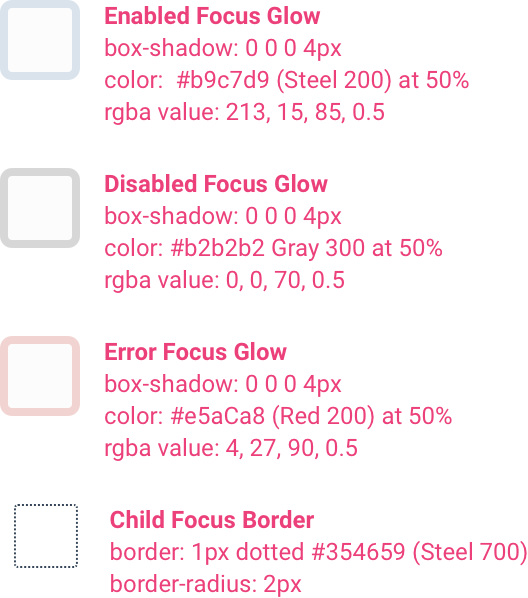 Enabled Focus Glow
box-shadow: 0 0 0 4px
color:  #b9c7d9 (Steel 200) at 50%
rgba value: 213, 15, 85, 0.5
Disabled Focus Glow
box-shadow: 0 0 0 4px
color: #b2b2b2 Gray 300 at 50%
rgba value: 0, 0, 70, 0.5
Error Focus Glow
box-shadow: 0 0 0 4px
color: #e5aCa8 (Red 200) at 50%
rgba value: 4, 27, 90, 0.5
Child Focus Border
border: 1px dotted #354659 (Steel 700)
border-radius: 2px